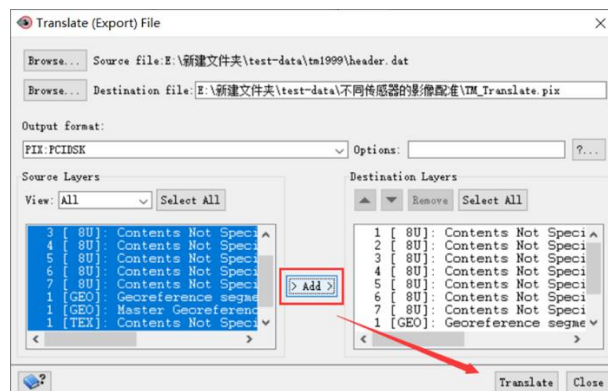 Translate (Export) File
Browse... Source file:E:\新建文件夹\test-data\tm1999\header.dat
Browse... Destination file: E:\新建文件夹\test-data\不同传感器的影像配准\TM_Translate.pix
Output format:
PIX:PCIDSK Options: ?...
Source Layers
View: All Select All
3 [ 8U]: Contents Not Speci
4 [ 8U]: Contents Not Speci
5 [ 8U]: Contents Not Speci
6 [ 8U]: Contents Not Speci
7 [ 8U]: Contents Not Speci
1 [GEO]: Georeference segme
1 [GEO]: Master Georeferenc
1 [TEX]: Contents Not Speci
> Add >
Destination Layers
Remove Select All
1 [ 8U]: Contents Not Speci
2 [ 8U]: Contents Not Speci
3 [ 8U]: Contents Not Speci
4 [ 8U]: Contents Not Speci
5 [ 8U]: Contents Not Speci
6 [ 8U]: Contents Not Speci
7 [ 8U]: Contents Not Speci
1 [GEO]: Georeference segme
Translate Close